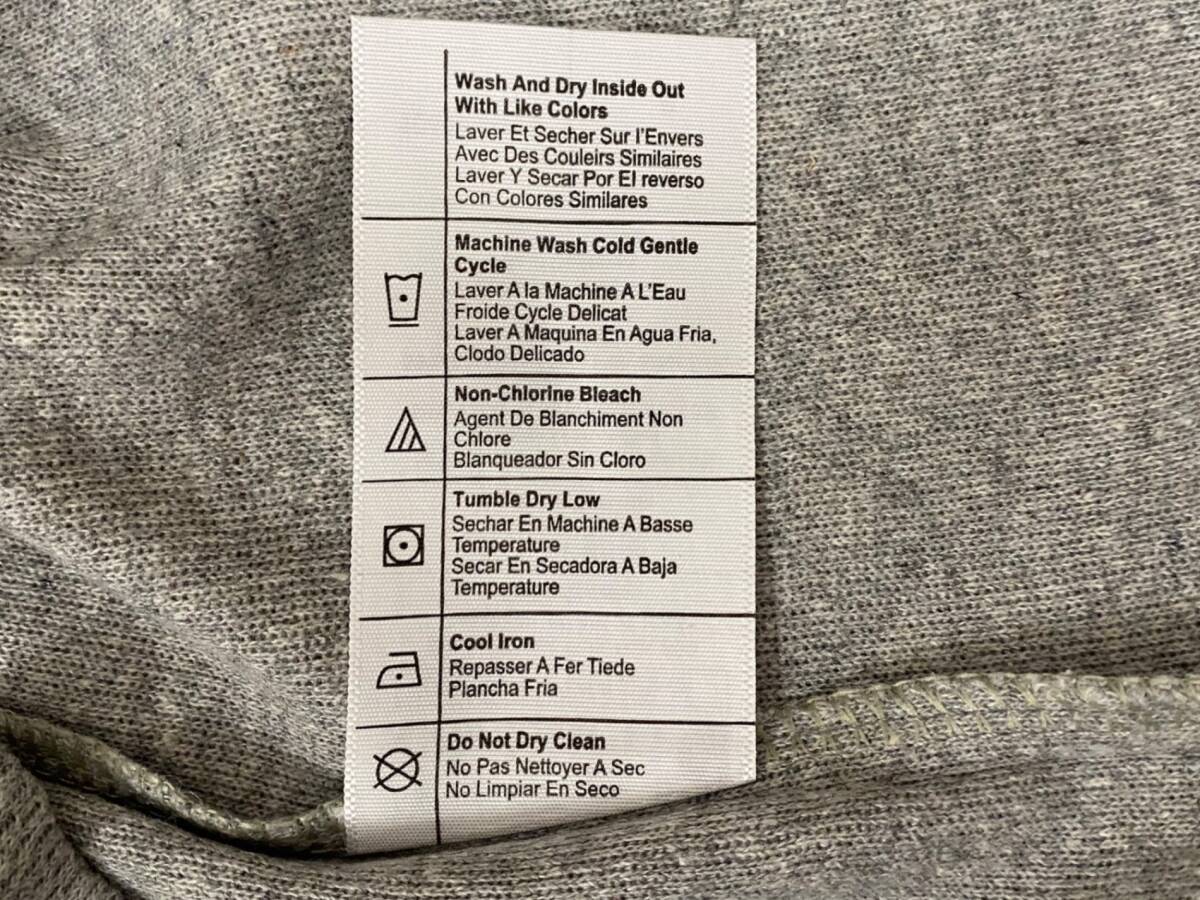 Wash And Dry Inside Out
With Like Colors
Laver Et Secher Sur l'Envers
Avec Des Couleirs Similaires
Laver Y Secar Por El reverso
Con Colores Similares
Machine Wash Cold Gentle
Cycle
Laver A la Machine A L'Eau
Froide Cycle Delicat
Laver A Maquina En Agua Fria,
Clodo Delicado
Non-Chlorine Bleach
Agent De Blanchiment Non
Chlore
Blanqueador Sin Cloro
Tumble Dry Low
Sechar En Machine A Basse
Temperature
Secar En Secadora A Baja
Temperature
Cool Iron
Repasser A Fer Tiede
Plancha Fria
Do Not Dry Clean
No Pas Nettoyer A Sec
No Limpiar En Seco